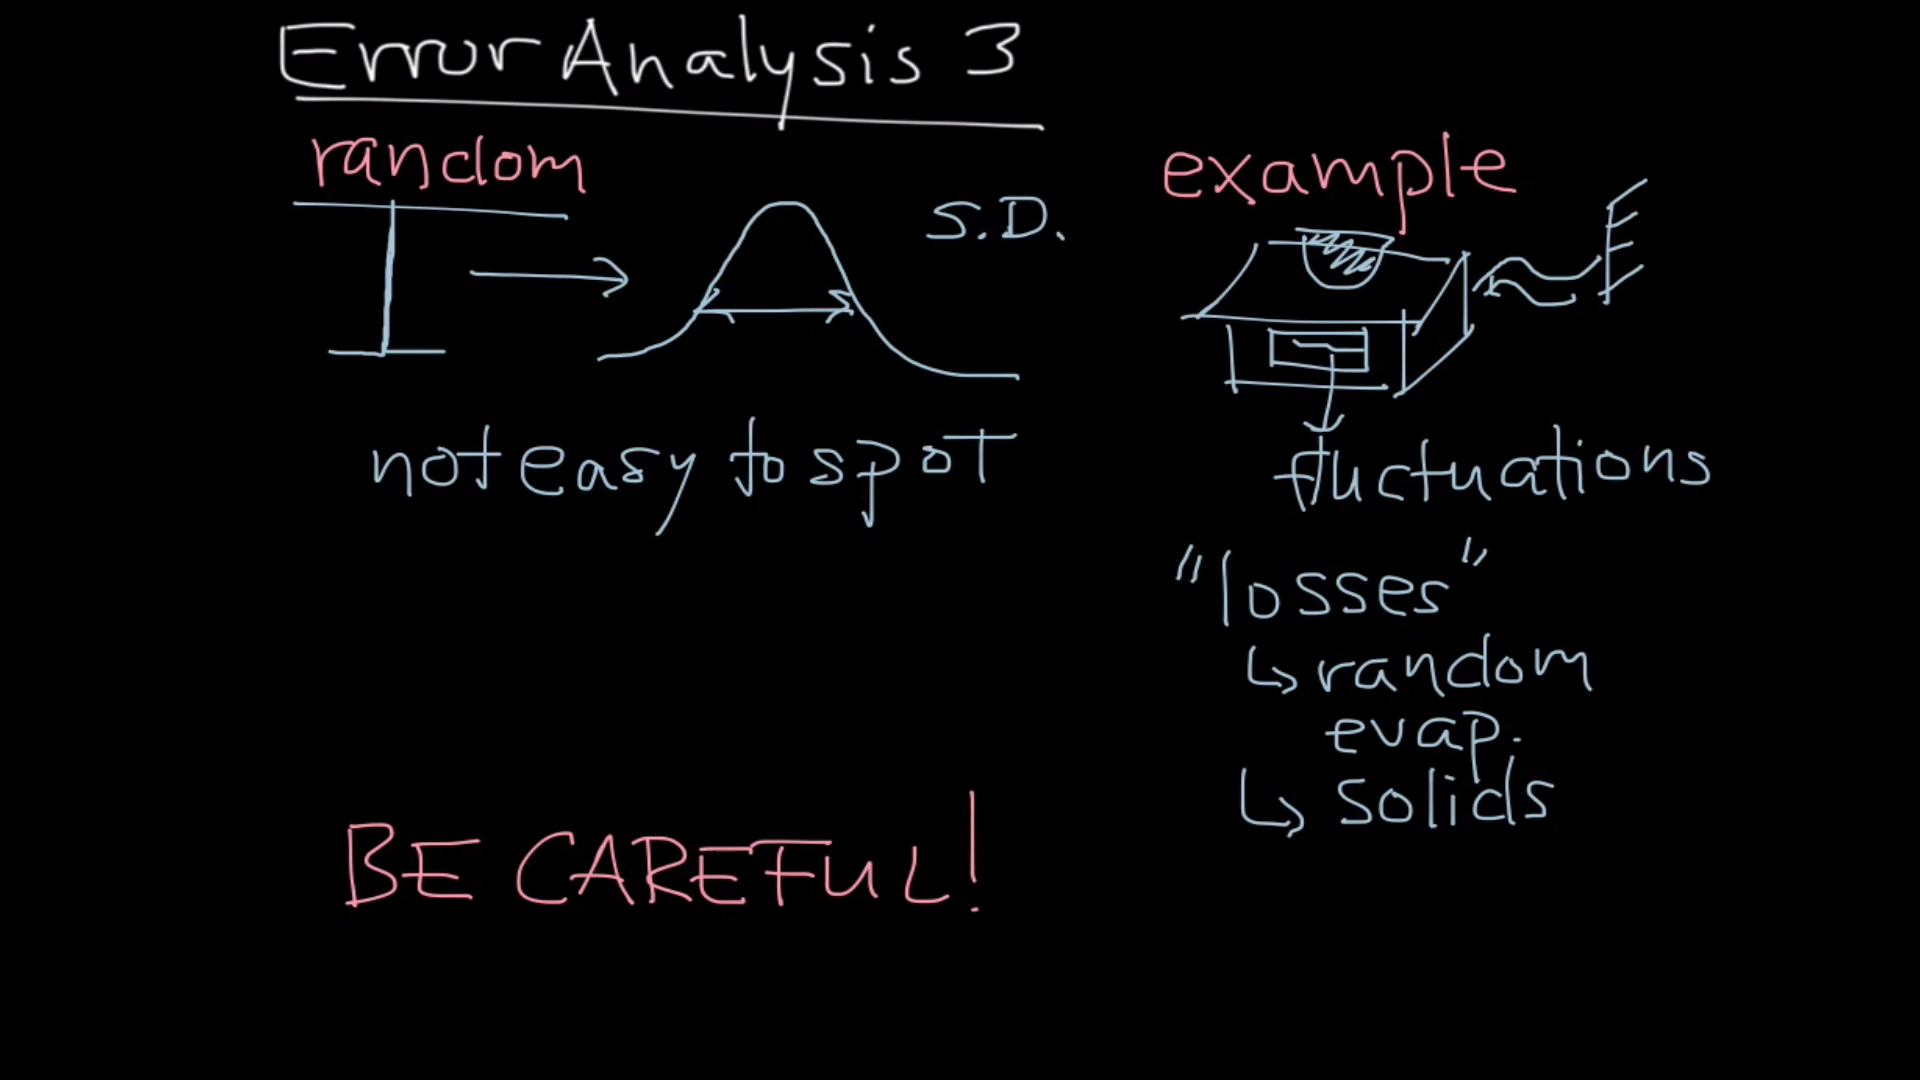 Error Analysis 3
random
S.D.
not easy to spot
BE CAREFUL!
example
fluctuations
"losses"
↳ random
evap.
↳ solids